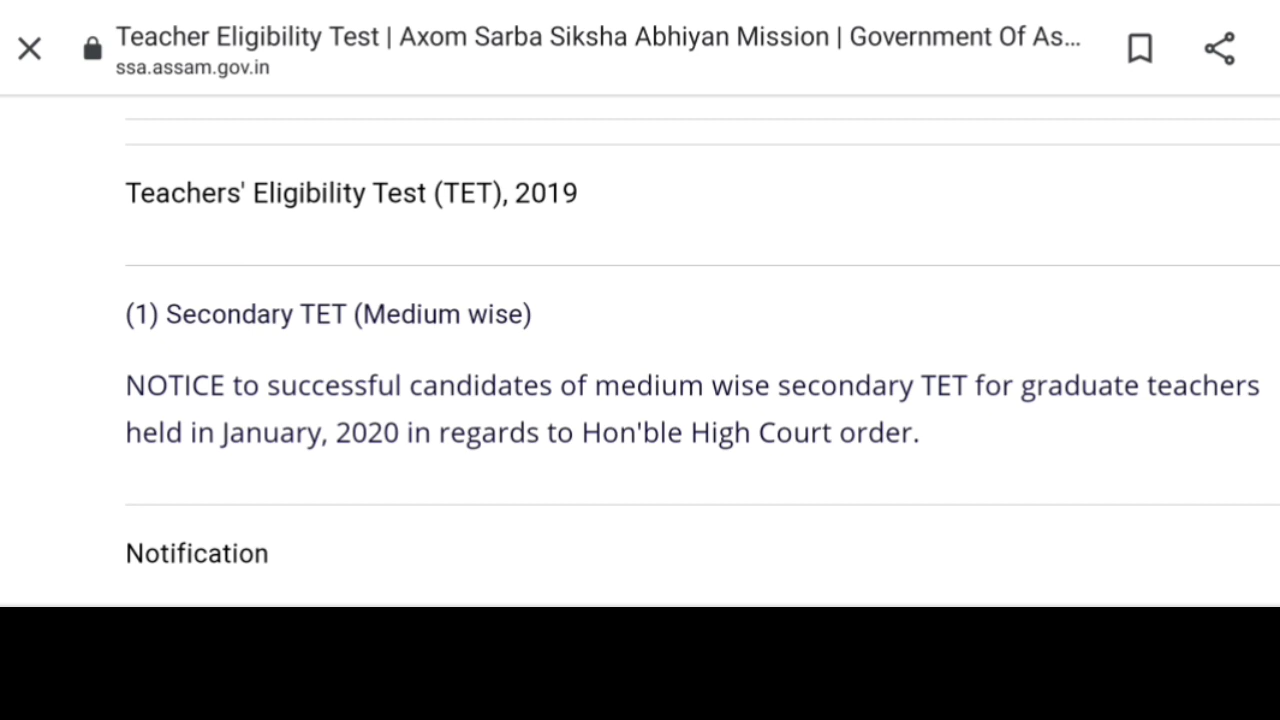 Teacher Eligibility Test | Axom Sarba Siksha Abhiyan Mission | Government Of As...
ssa.assam.gov.in
Teachers' Eligibility Test (TET), 2019
(1) Secondary TET (Medium wise)
NOTICE to successful candidates of medium wise secondary TET for graduate teachers
held in January, 2020 in regards to Hon'ble High Court order.
Notification